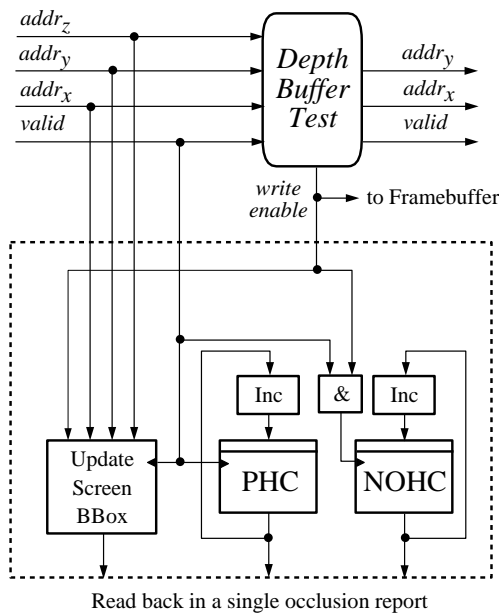 addr_z
addr_y
addr_x
valid
Depth
Buffer
Test
addr_y
addr_x
valid
write
enable
to Framebuffer
Inc
&
Inc
Update
Screen
BBox
PHC
NOHC
Read back in a single occlusion report